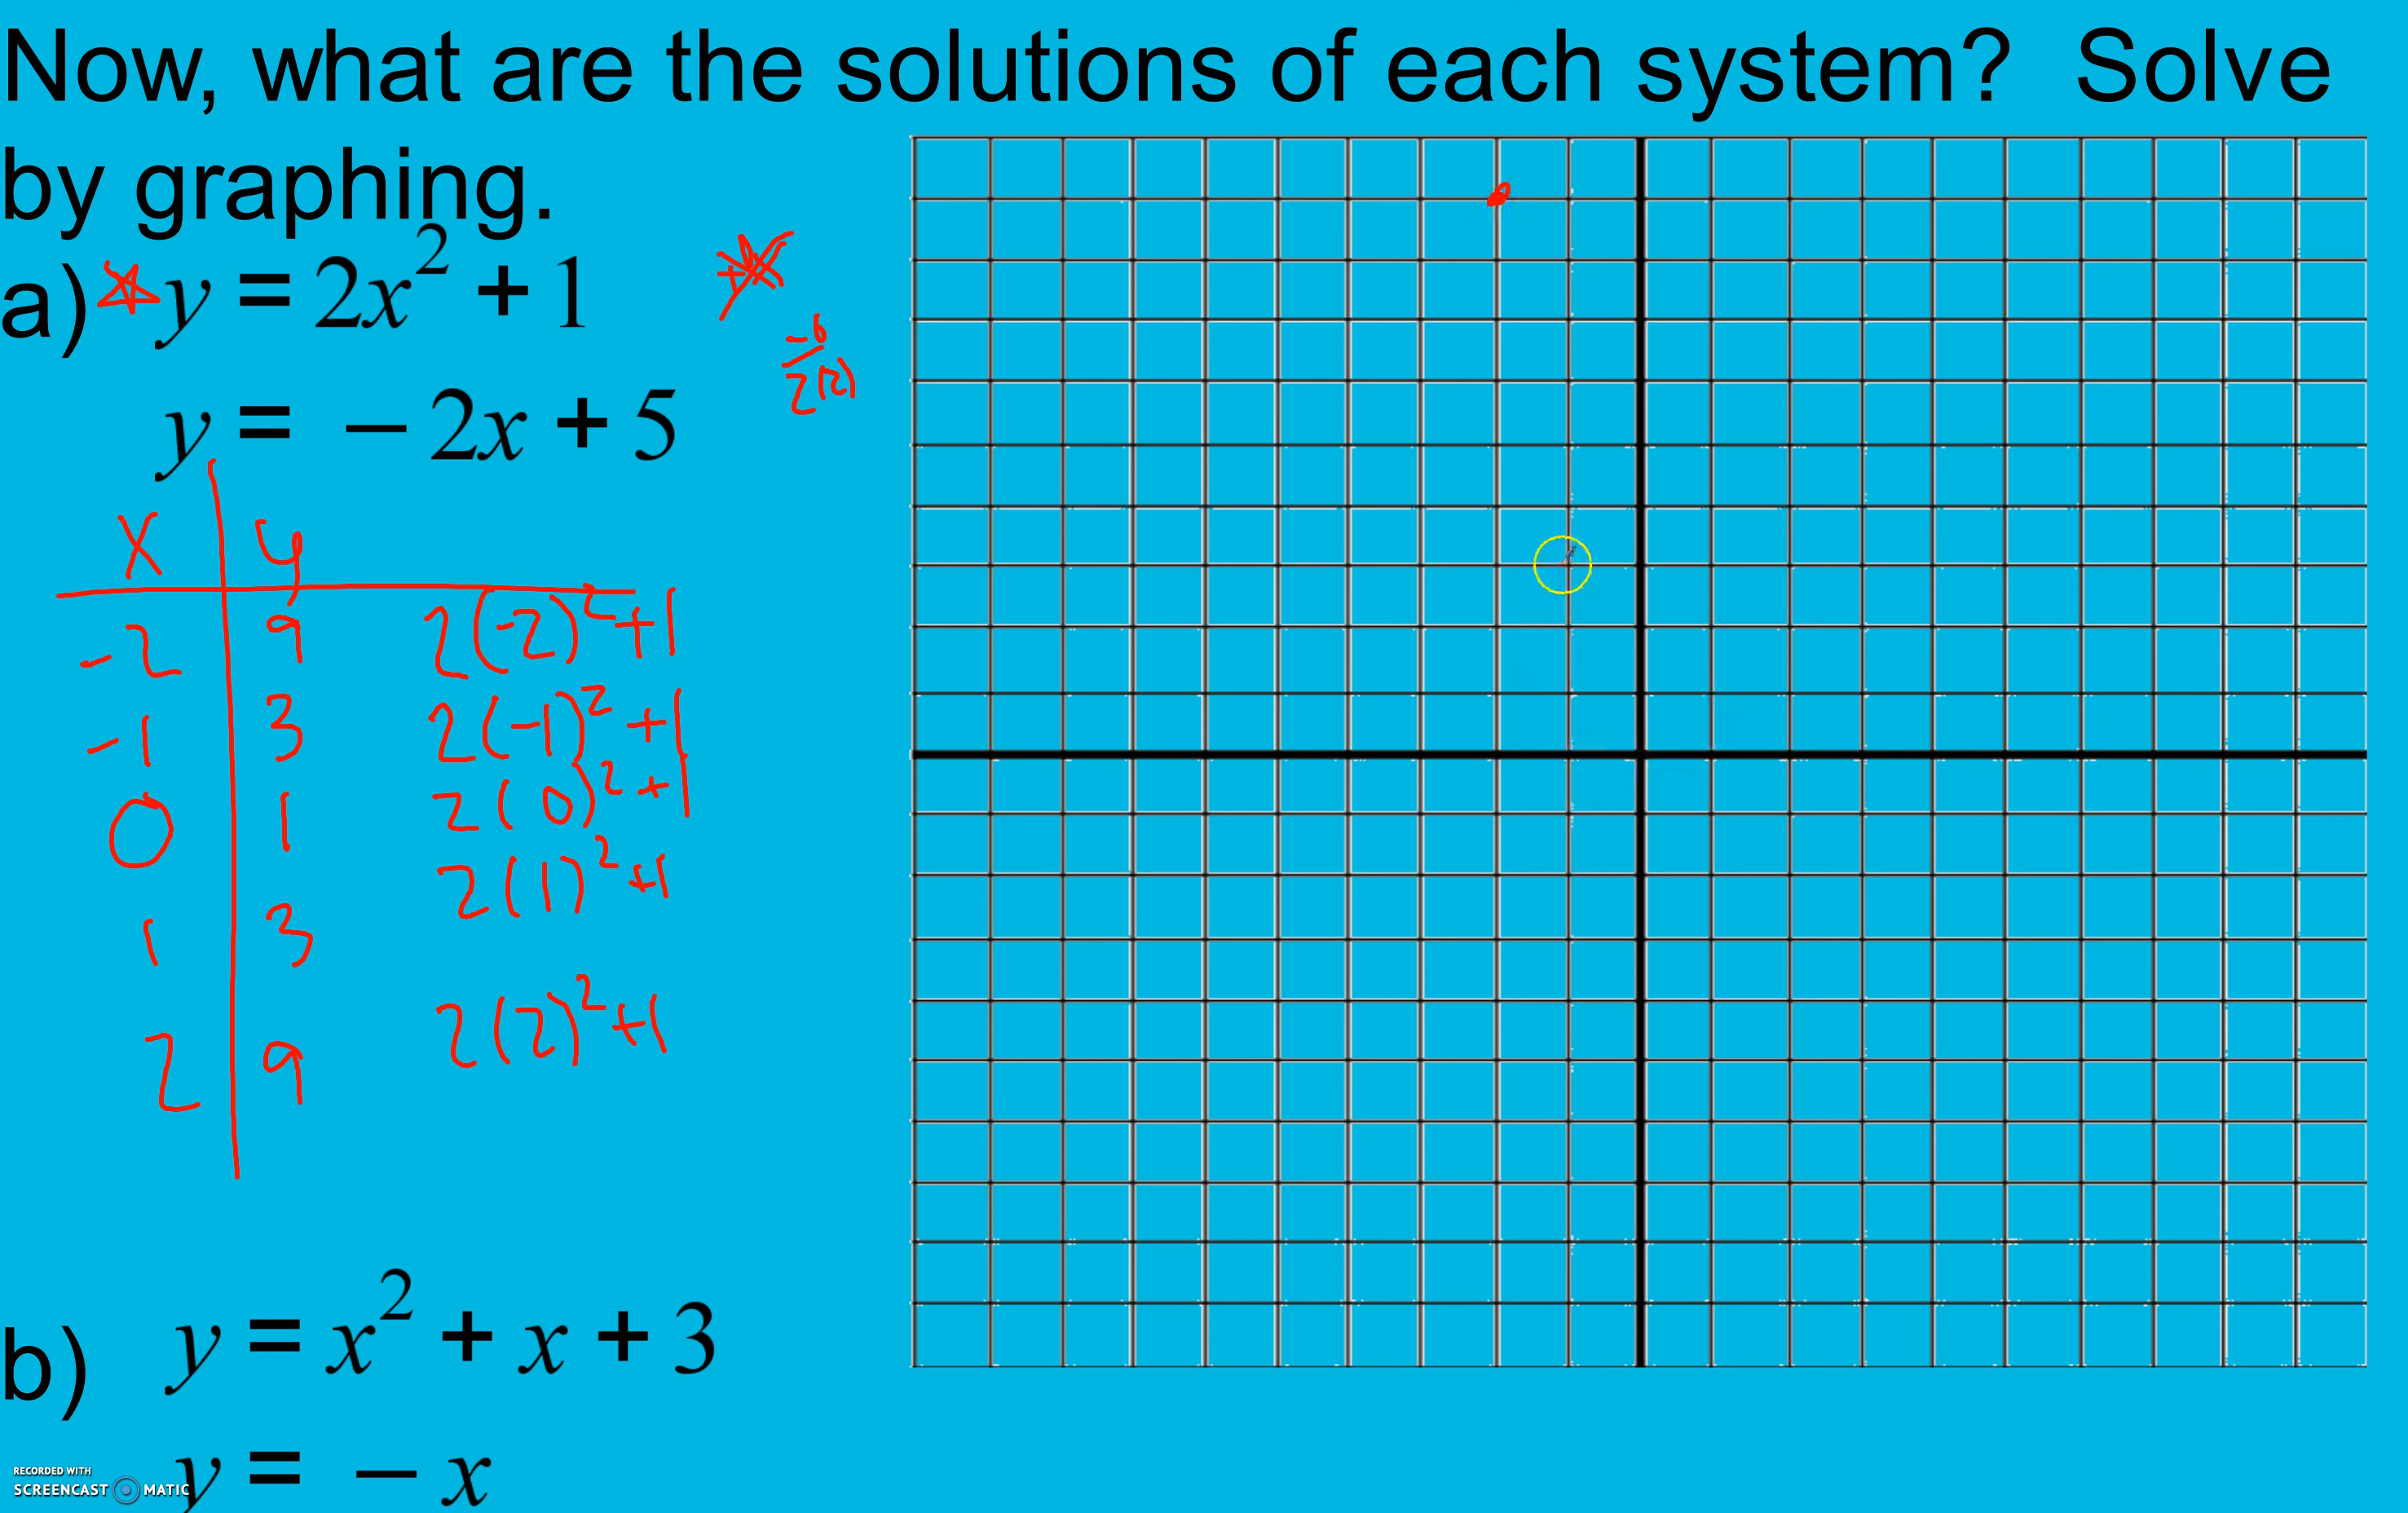 Now, what are the solutions of each system? Solve
by graphing.
a) y = 2x² + 1
y = − 2x + 5
−b
2(2)
x y
-2 9 2(-2)²+1
-1 3 2(-1)²+1
0 1 2(0)²+1
1 3 2(1)²+1
2 9 2(2)²+1
b) y = x² + x + 3
y = − x
RECORDED WITH
SCREENCAST MATIC